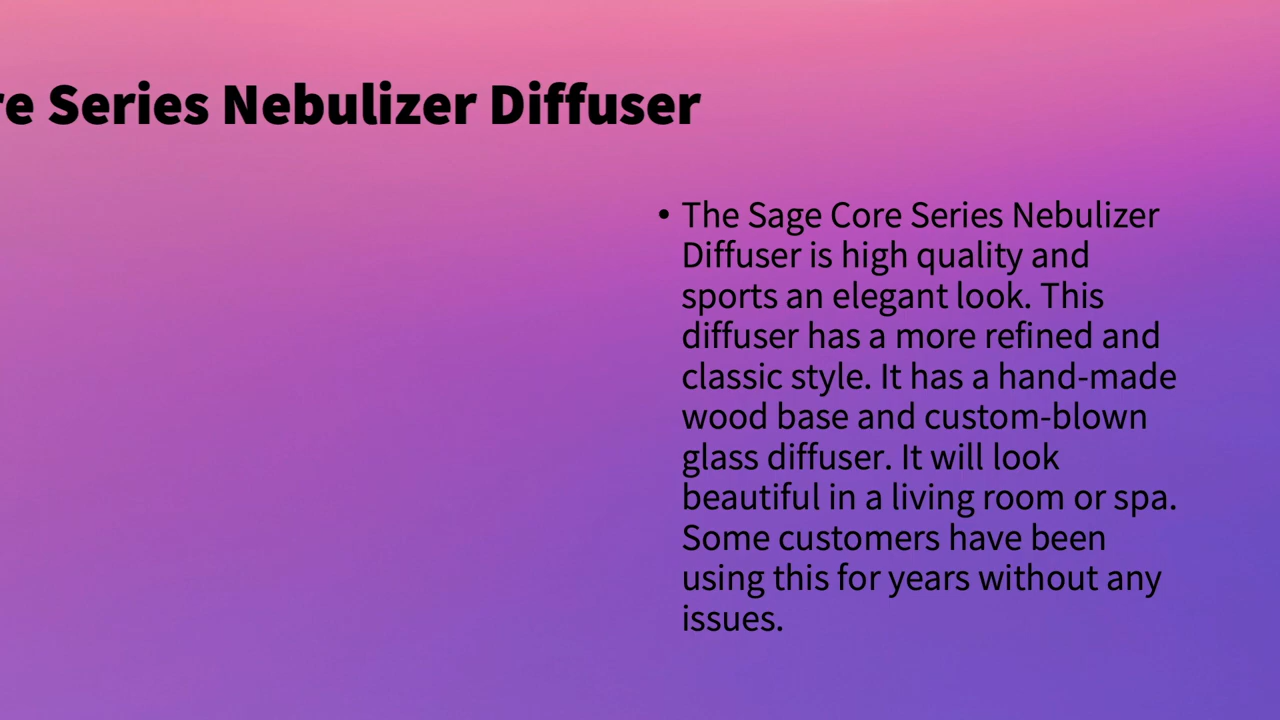 re Series Nebulizer Diffuser
• The Sage Core Series Nebulizer
Diffuser is high quality and
sports an elegant look. This
diffuser has a more refined and
classic style. It has a hand-made
wood base and custom-blown
glass diffuser. It will look
beautiful in a living room or spa.
Some customers have been
using this for years without any
issues.